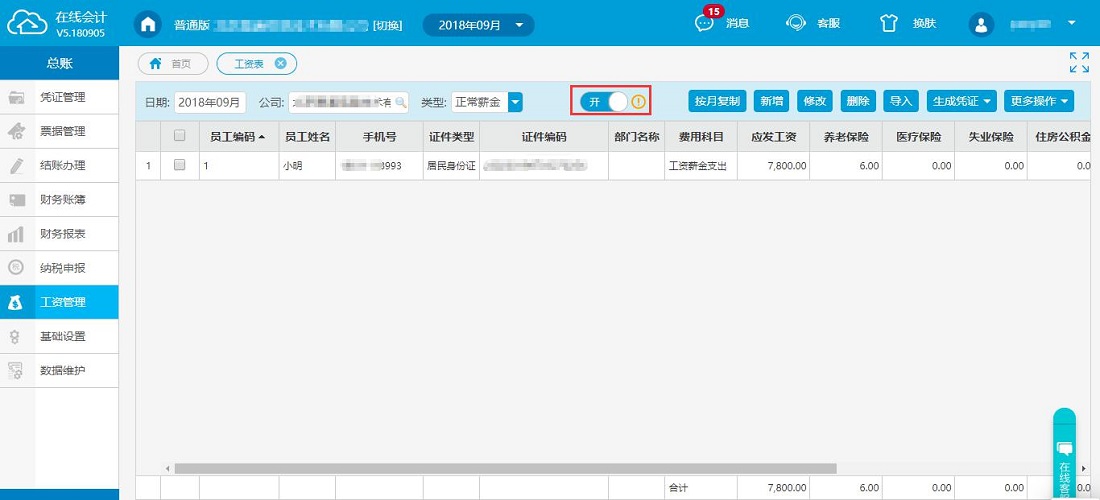 在线会计
V5.180905
普通版
[切换]
2018年09月
15
消息
客服
换肤
总账
首页
工资表
凭证管理
票据管理
结账办理
财务账簿
财务报表
纳税申报
工资管理
基础设置
数据维护
日期: 2018年09月 公司: 类型: 正常薪金 开 按月复制 新增 修改 删除 导入 生成凭证 更多操作
员工编码 员工姓名 手机号 证件类型 证件编码 部门名称 费用科目 应发工资 养老保险 医疗保险 失业保险 住房公积金
1 1 小明 3993 居民身份证 工资薪金支出 7,800.00 6.00 0.00 0.00 0.00
合计 7,800.00 6.00 0.00 0.00 0.00
在线客